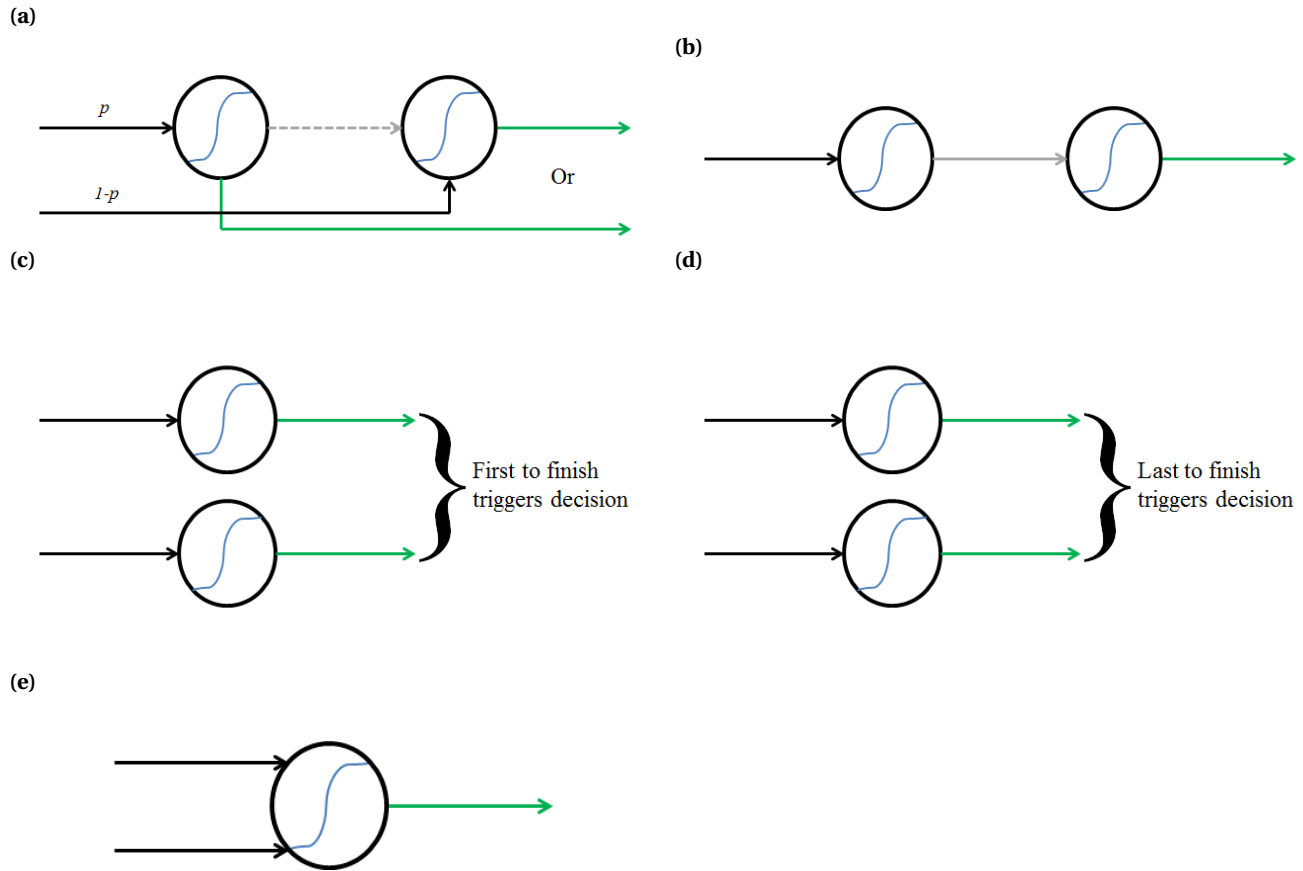 (a)
p
1-p
Or
(b)
(c)
First to finish
triggers decision
(d)
Last to finish
triggers decision
(e)